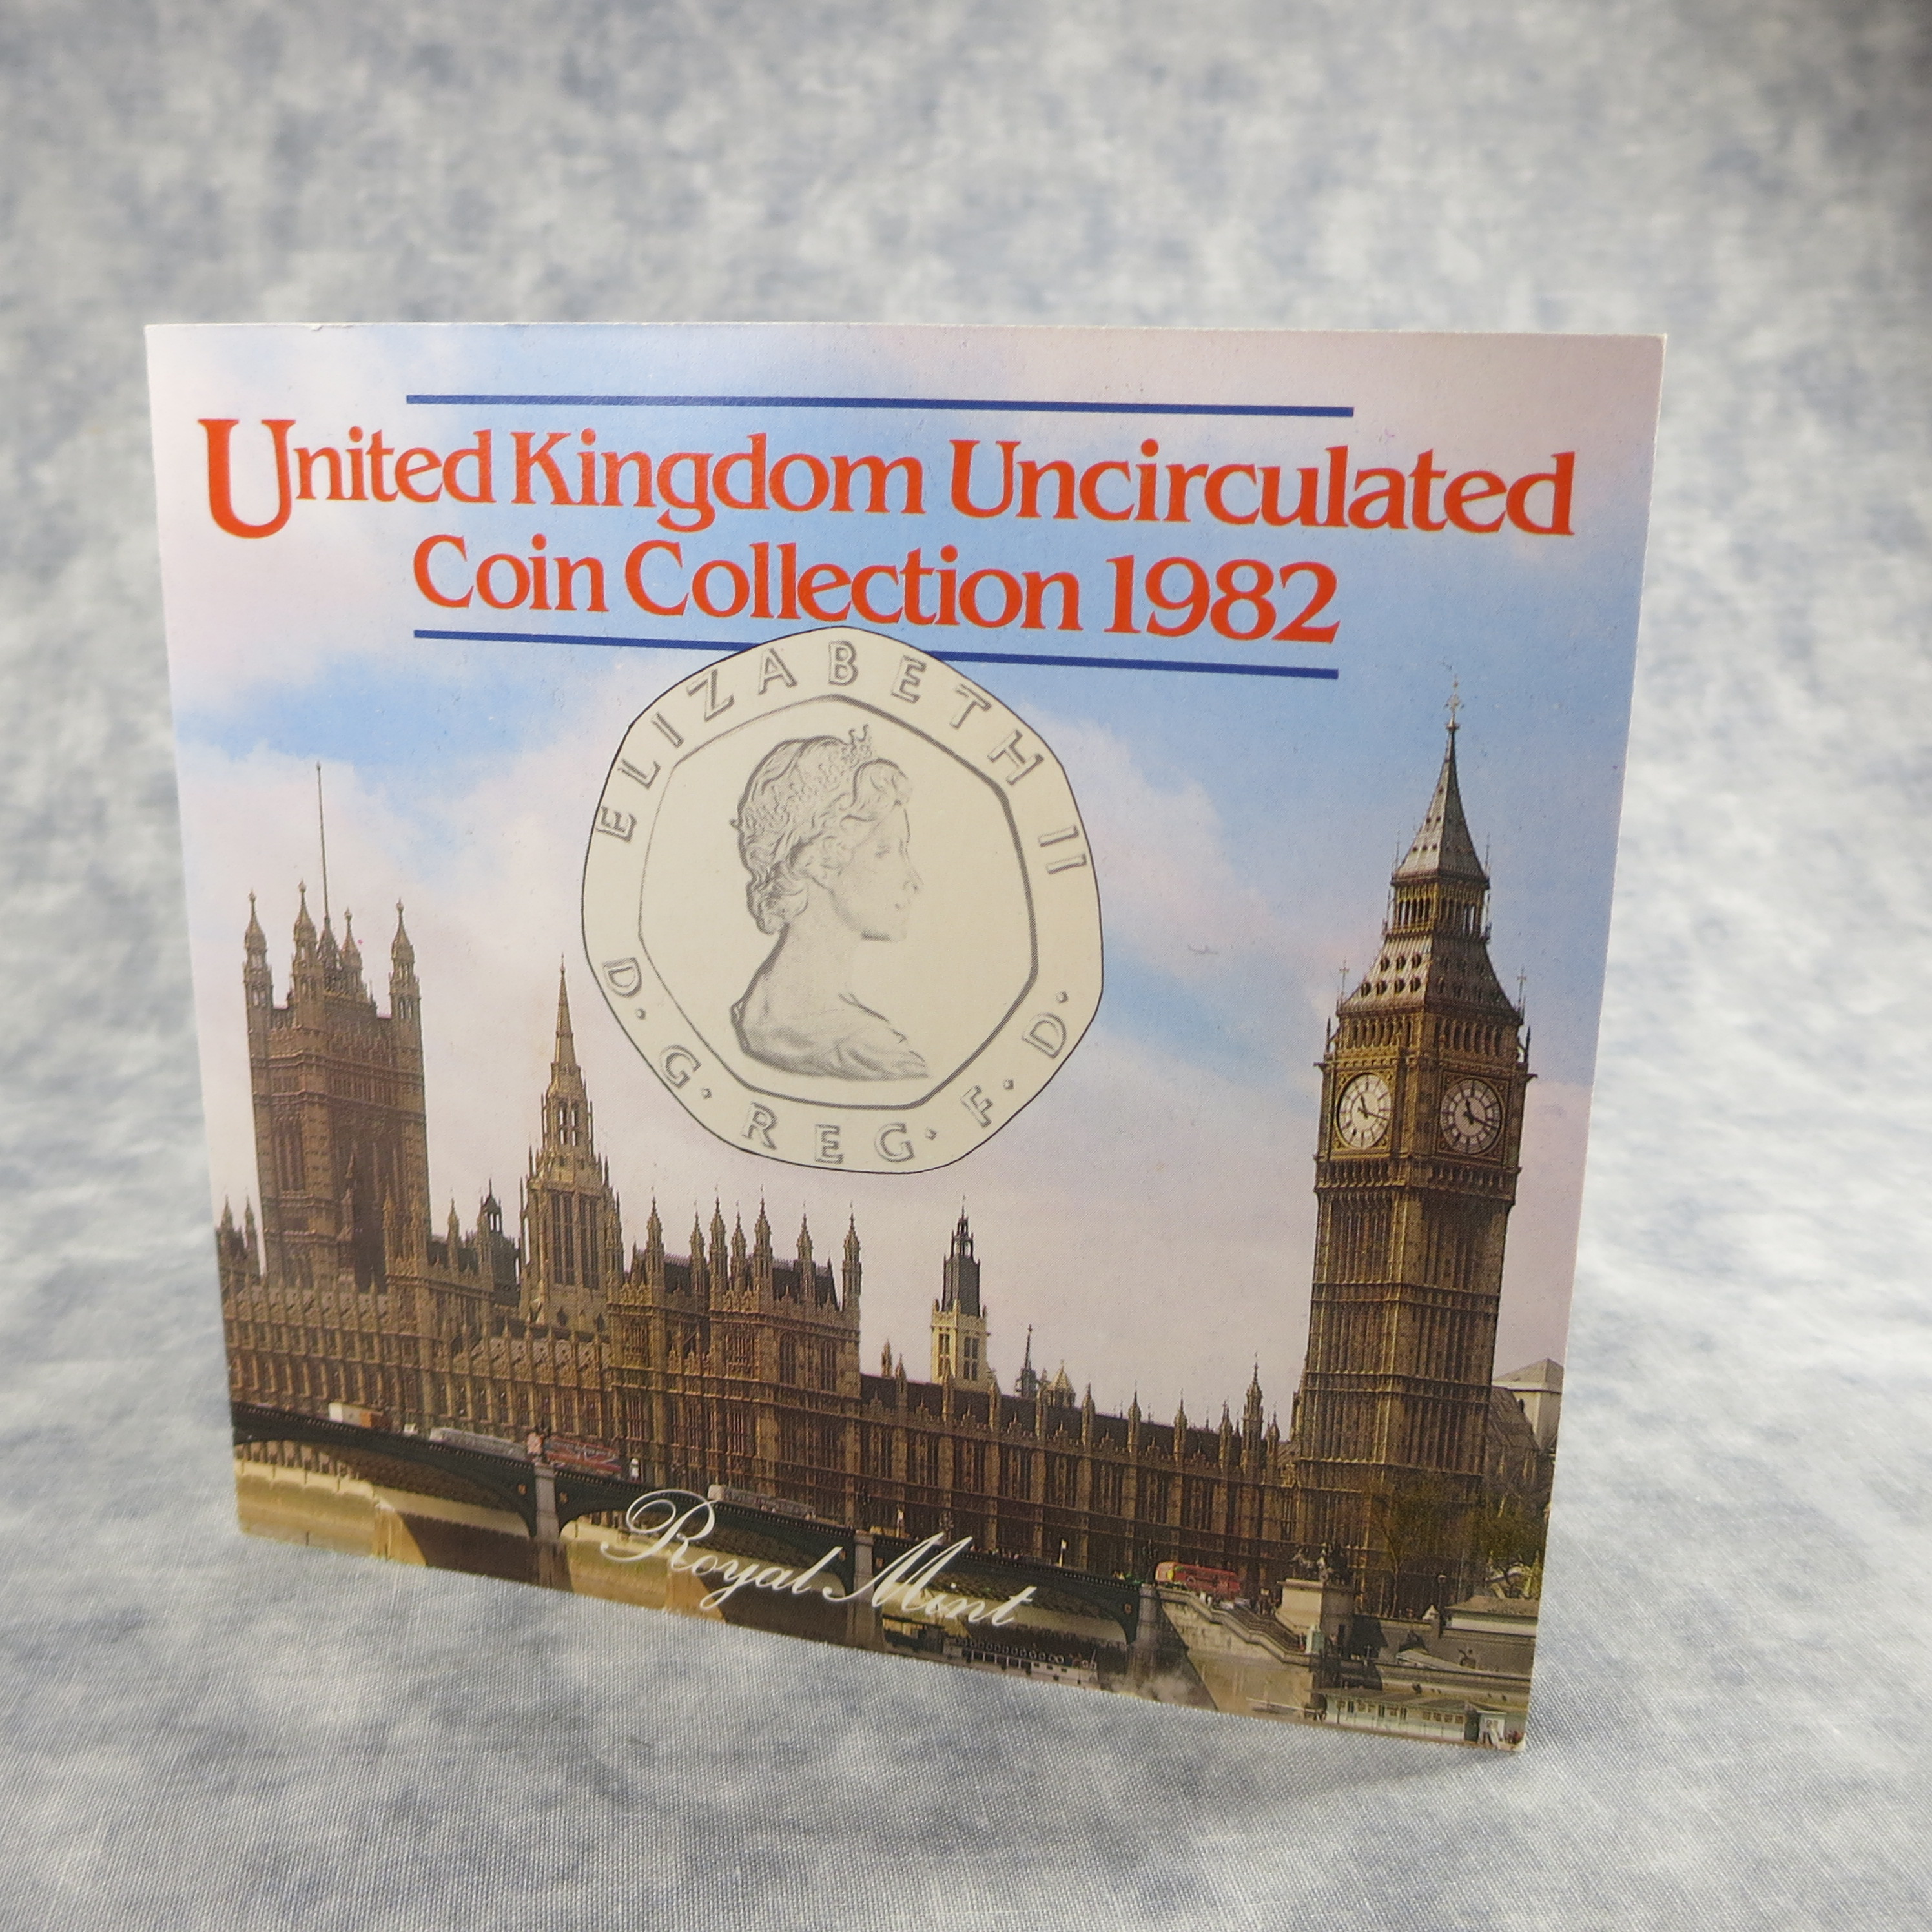 United Kingdom Uncirculated
Coin Collection 1982
ELIZABETH II
D·G·REG·F·D·
Royal Mint